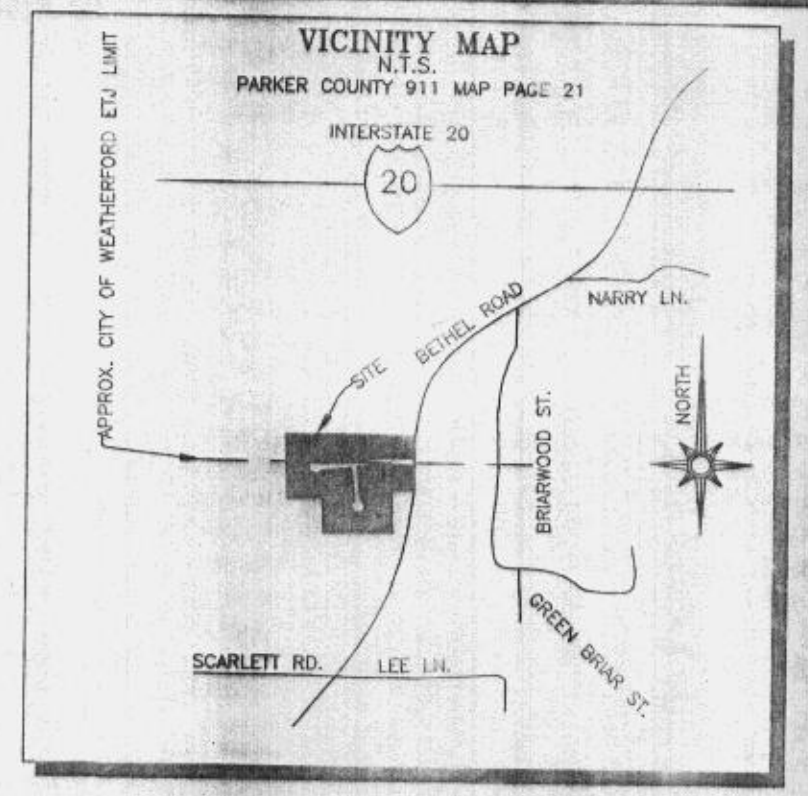 VICINITY MAP
N.T.S.
PARKER COUNTY 911 MAP PAGE 21
INTERSTATE 20
20
APPROX. CITY OF WEATHERFORD ETJ LIMIT
NARRY LN.
BETHEL ROAD
SITE
NORTH
BRIARWOOD ST.
GREEN BRIAR ST.
SCARLETT RD.
LEE LN.